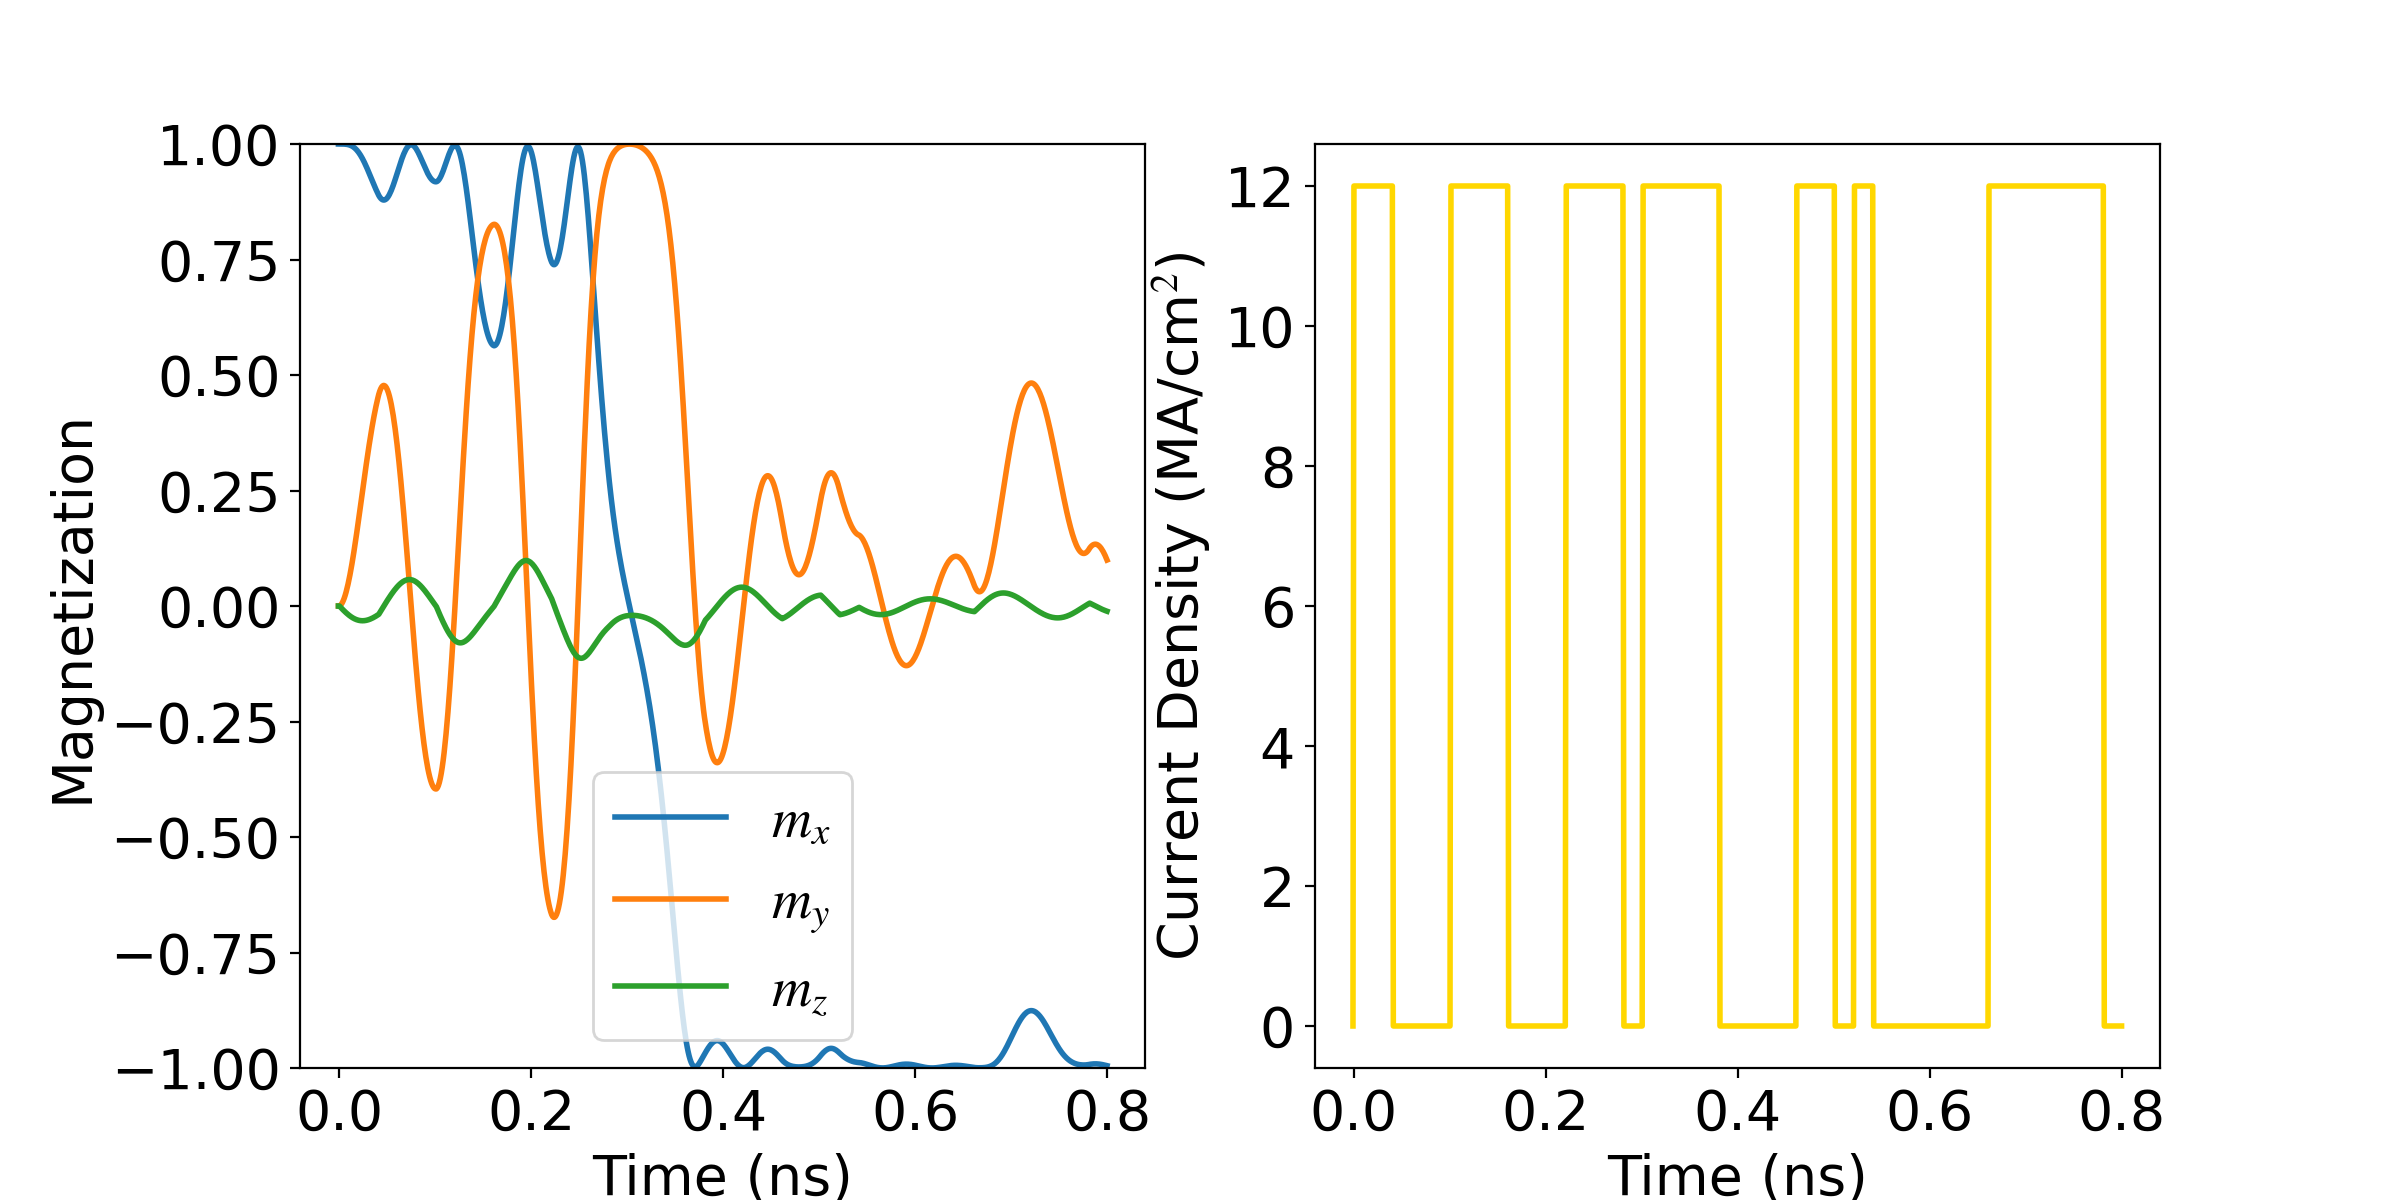 1.00
0.75
0.50
0.25
0.00
−0.25
−0.50
−0.75
−1.00
Magnetization
0.0 0.2 0.4 0.6 0.8
Time (ns)
m_x
m_y
m_z
12
10
8
6
4
2
0
Current Density (MA/cm²)
0.0 0.2 0.4 0.6 0.8
Time (ns)